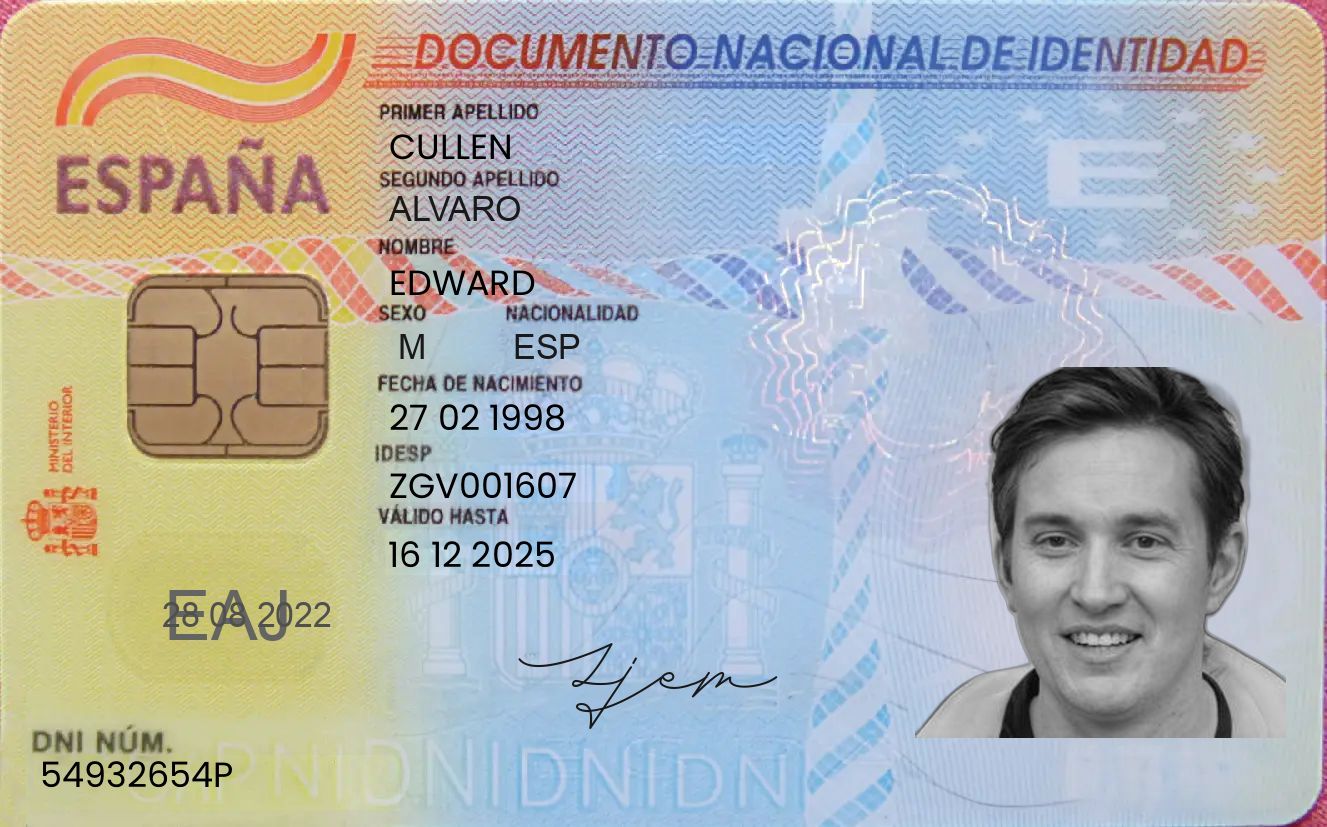 DOCUMENTO NACIONAL DE IDENTIDAD
ESPAÑA
PRIMER APELLIDO
CULLEN
SEGUNDO APELLIDO
ALVARO
NOMBRE
EDWARD
SEXO NACIONALIDAD
M ESP
FECHA DE NACIMIENTO
27 02 1998
IDESP
ZGV001607
VÁLIDO HASTA
16 12 2025
MINISTERIO
DEL INTERIOR
E
EAJ
28 08 2022
DNI NÚM.
54932654P
DNIDNIDNIDN